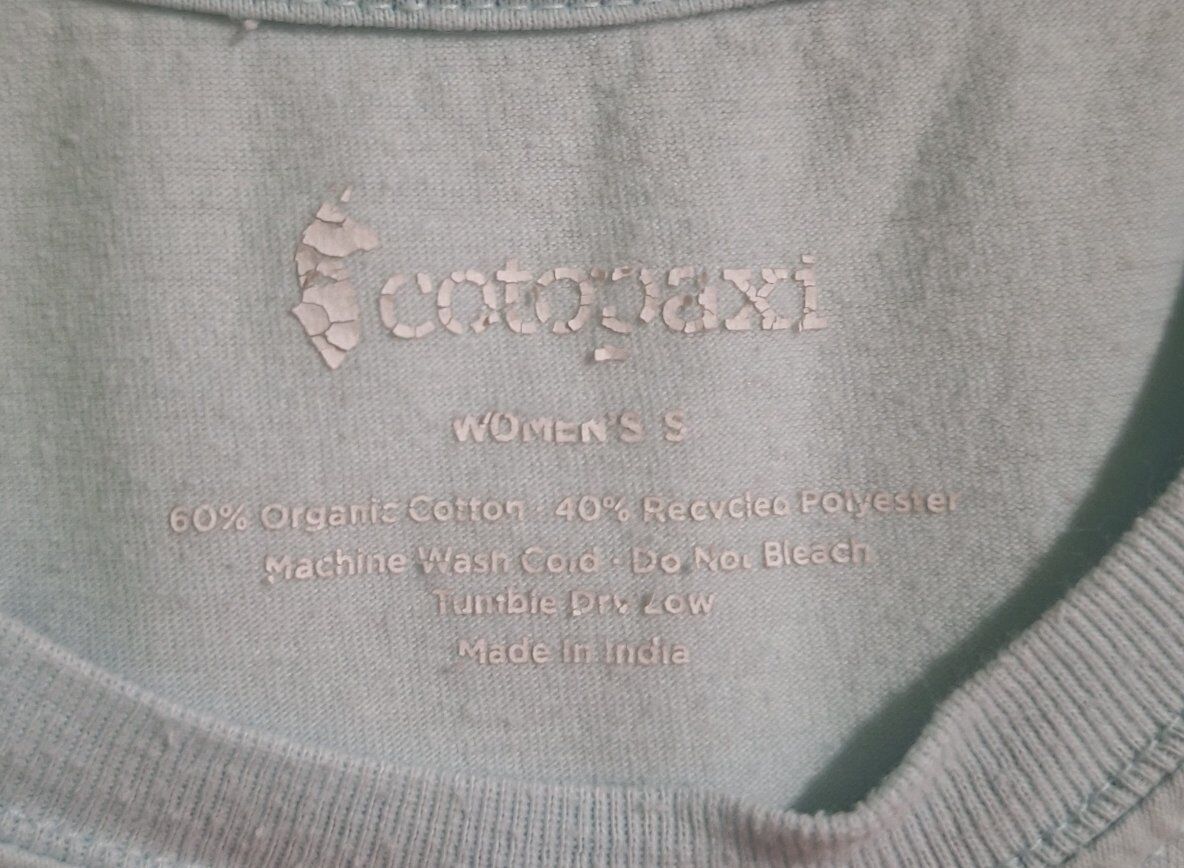 cotopaxi
WOMEN'S S
60% Organic Cotton · 40% Recycled Polyester
Machine Wash Cold · Do Not Bleach
Tumble Dry Low
Made in India